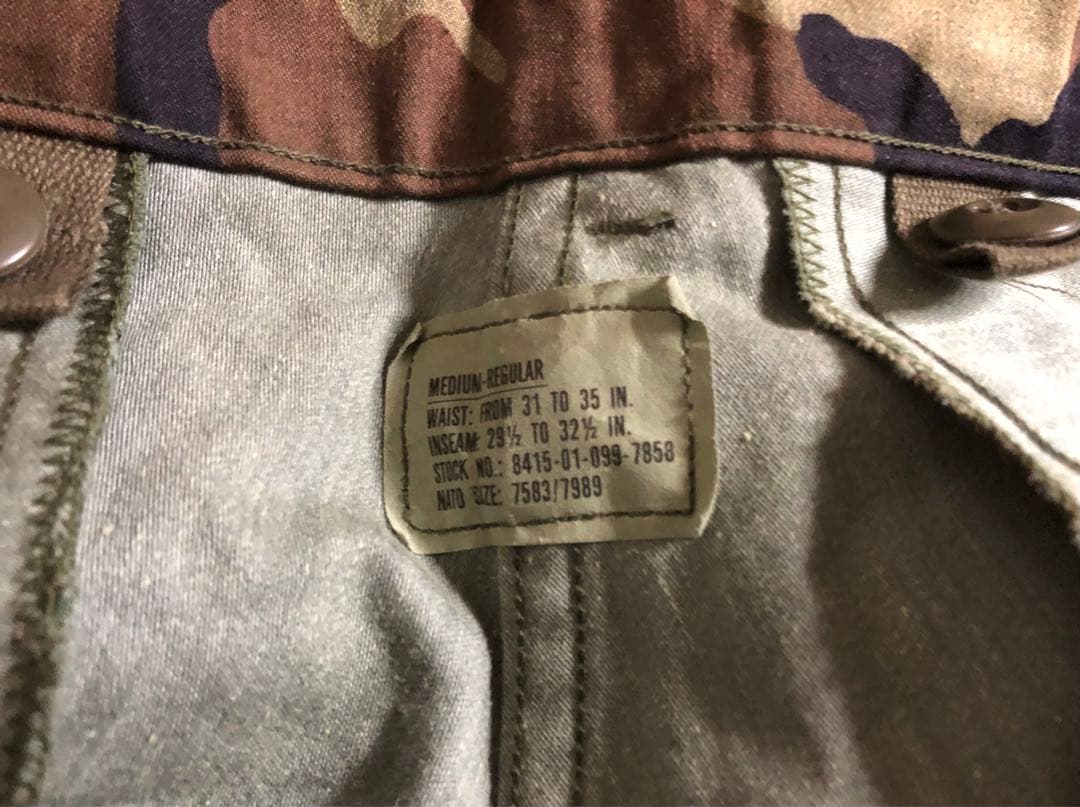 MEDIUM-REGULAR
WAIST: FROM 31 TO 35 IN.
INSEAM: 29½ TO 32½ IN.
STOCK NO.: 8415-01-099-7858
NATO SIZE: 7583/7989